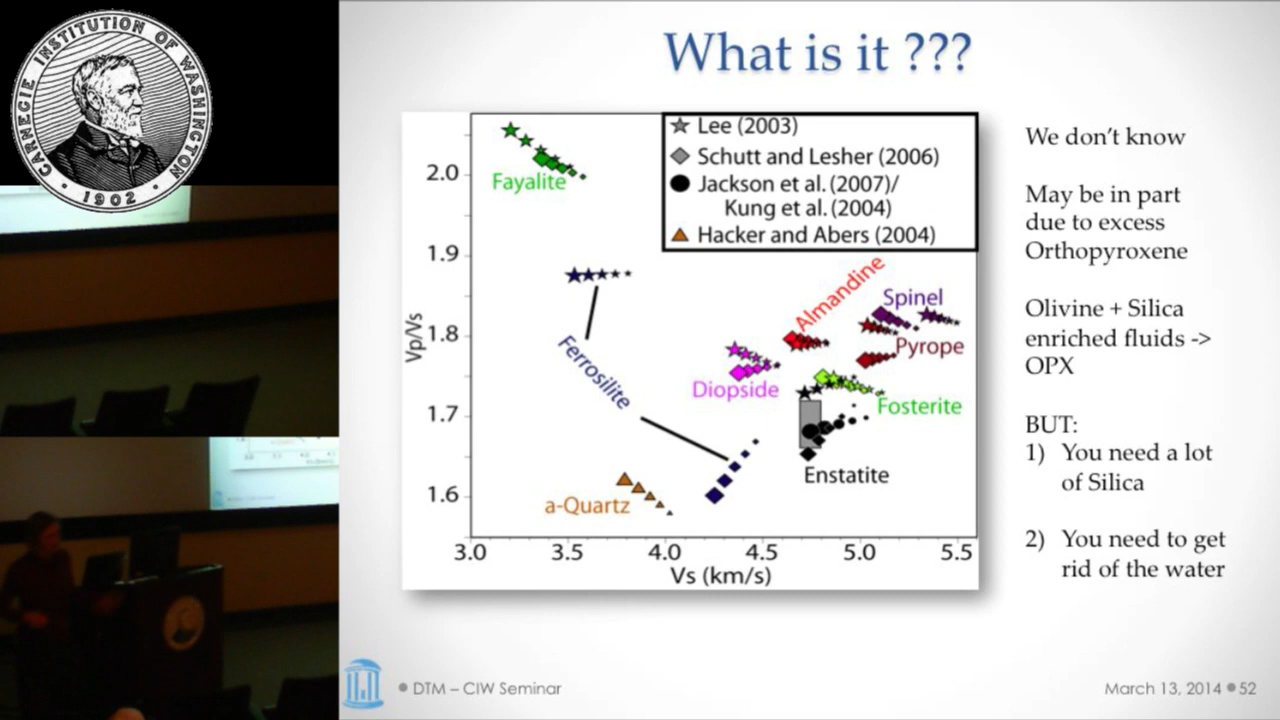 CARNEGIE INSTITUTION OF WASHINGTON
1902
What is it ???
Lee (2003)
Schutt and Lesher (2006)
Jackson et al. (2007)/
Kung et al. (2004)
Hacker and Abers (2004)
2.0
1.9
1.8
1.7
1.6
Vp/Vs
3.0 3.5 4.0 4.5 5.0 5.5
Vs (km/s)
Fayalite
Ferrosilite
a-Quartz
Diopside
Almandine
Spinel
Pyrope
Fosterite
Enstatite
We don't know
May be in part
due to excess
Orthopyroxene
Olivine + Silica
enriched fluids ->
OPX
BUT:
1) You need a lot
of Silica
2) You need to get
rid of the water
DTM – CIW Seminar
March 13, 2014 52